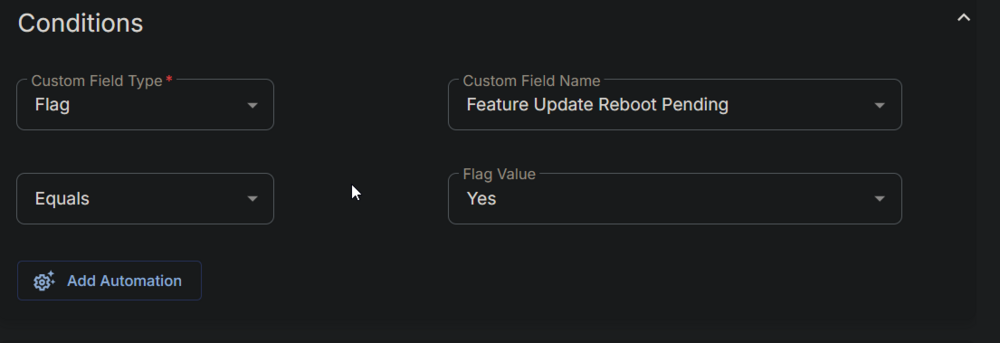 Conditions
Custom Field Type *
Custom Field Name
Flag
Feature Update Reboot Pending
Flag Value
Equals
Yes
Add Automation